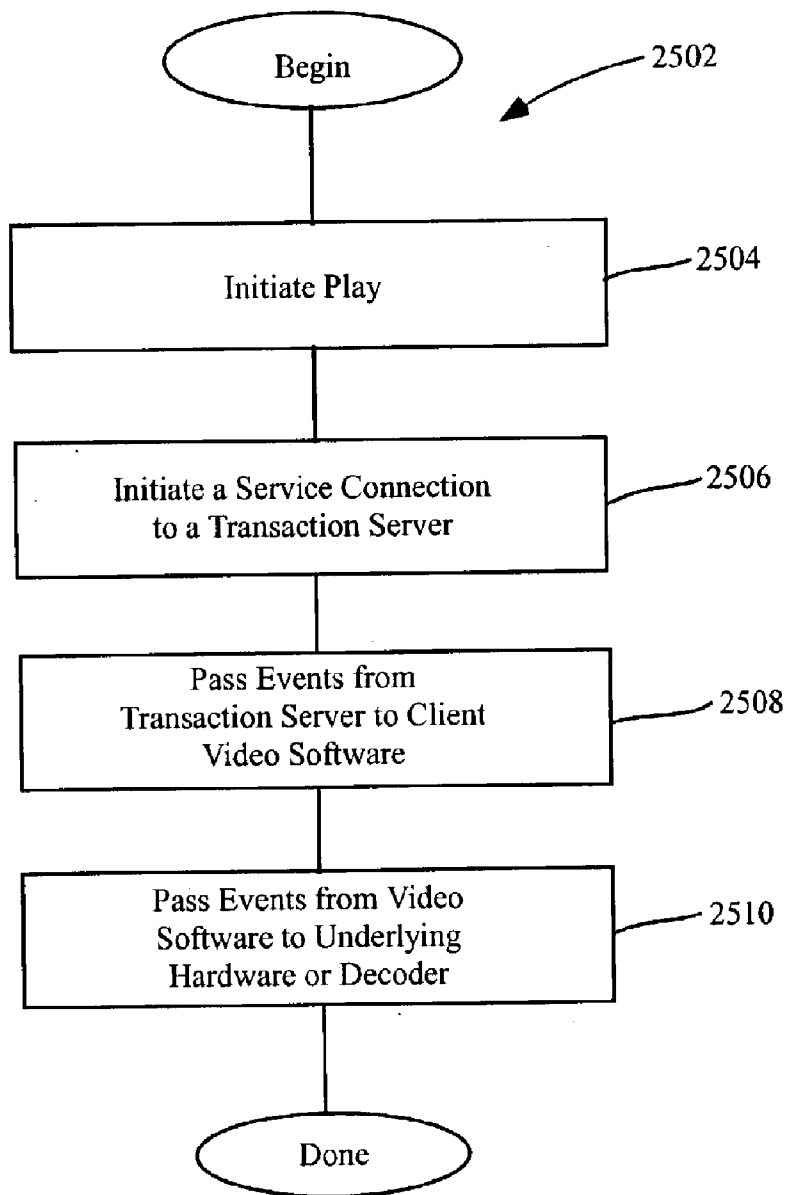 Begin
2502
Initiate Play
2504
Initiate a Service Connection
to a Transaction Server
2506
Pass Events from
Transaction Server to Client
Video Software
2508
Pass Events from Video
Software to Underlying
Hardware or Decoder
2510
Done